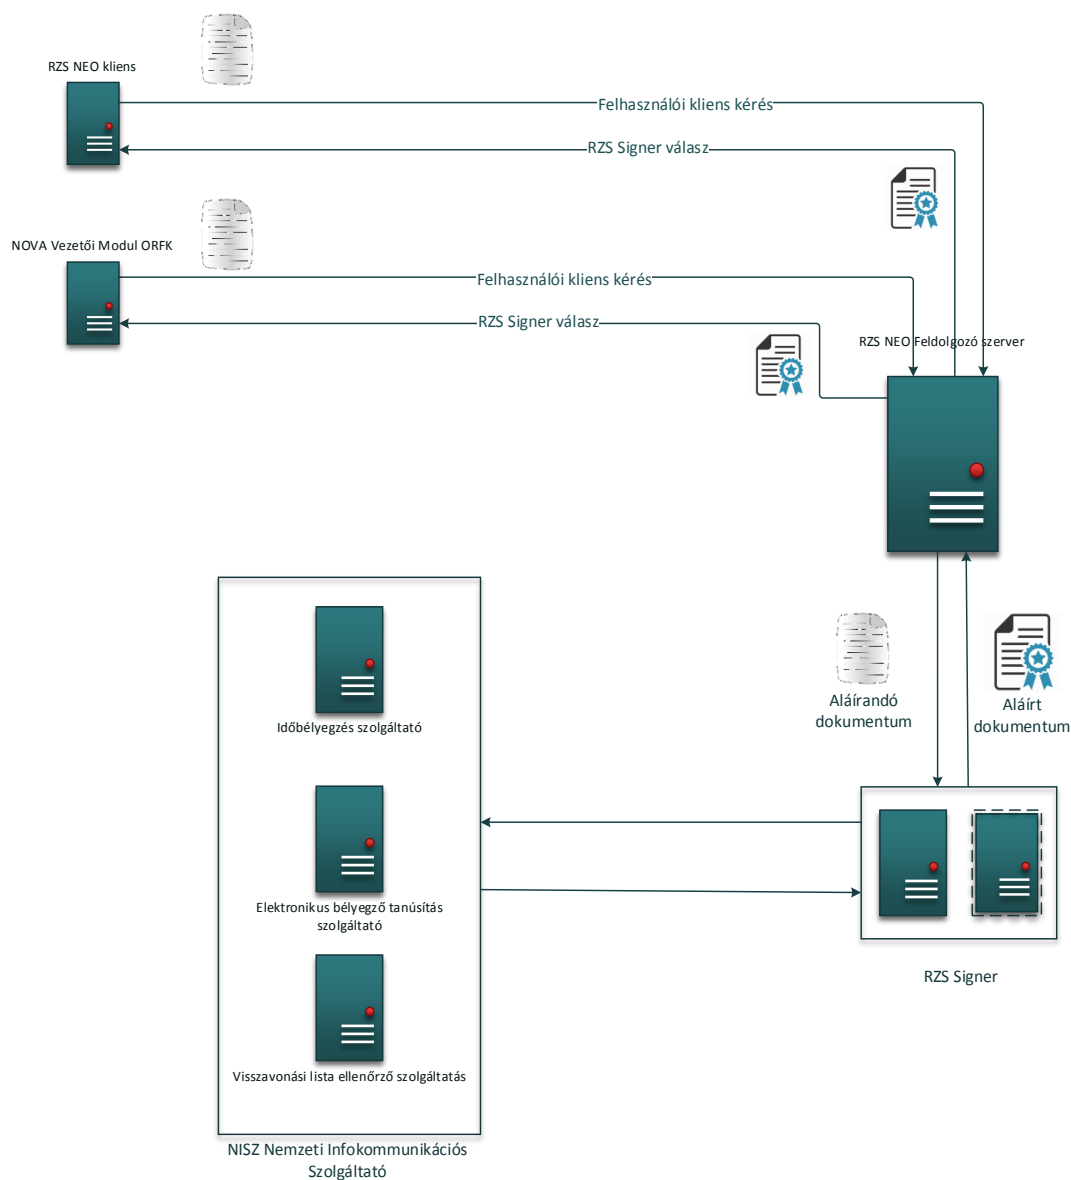 RZS NEO kliens
Felhasználói kliens kérés
RZS Signer válasz
NOVA Vezetői Modul ORFK
Felhasználói kliens kérés
RZS Signer válasz
RZS NEO Feldolgozó szerver
Aláírandó
dokumentum
Aláírt
dokumentum
Időbélyegzés szolgáltató
Elektronikus bélyegző tanúsítás
szolgáltató
RZS Signer
Visszavonási lista ellenőrző szolgáltatás
NISZ Nemzeti Infokommunikációs
Szolgáltató